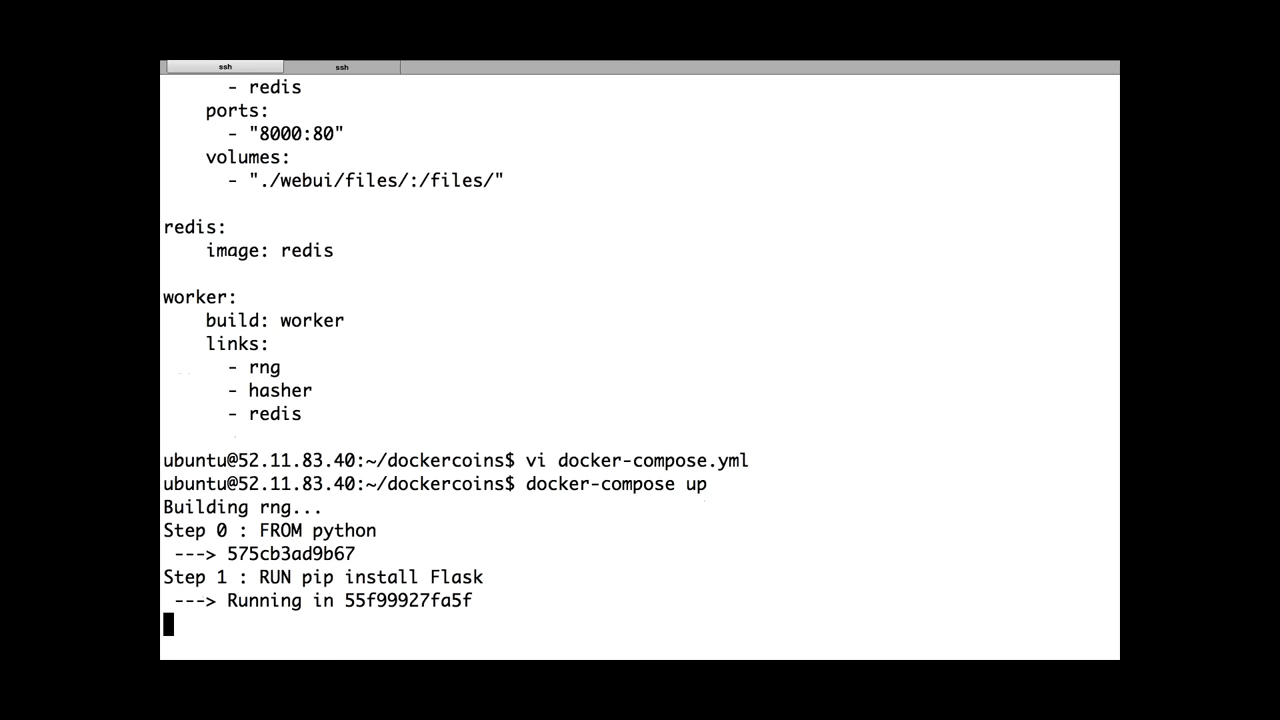 ssh
ssh
- redis
ports:
- "8000:80"
volumes:
- "./webui/files/:/files/"
redis:
image: redis
worker:
build: worker
links:
- rng
- hasher
- redis
ubuntu@52.11.83.40:~/dockercoins$ vi docker-compose.yml
ubuntu@52.11.83.40:~/dockercoins$ docker-compose up
Building rng...
Step 0 : FROM python
---> 575cb3ad9b67
Step 1 : RUN pip install Flask
---> Running in 55f99927fa5f